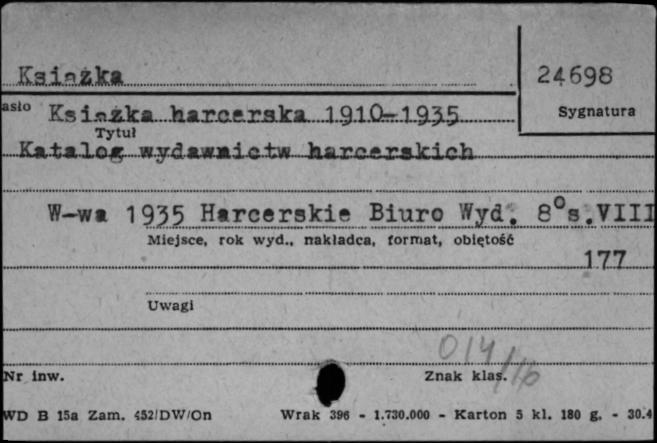 Książka
24698
asło Książka harcerska 1910-1935
Sygnatura
Tytuł
Katalog wydawnictw harcerskich
W-wa 1935 Harcerskie Biuro Wyd. 8° s.VIII
Miejsce, rok wyd., nakładca, format, objętość
177
Uwagi
014/16
Nr inw.
Znak klas.
WD B 15a Zam. 452/DW/On Wrak 396 - 1.730.000 - Karton 5 kl. 180 g. - 30.4